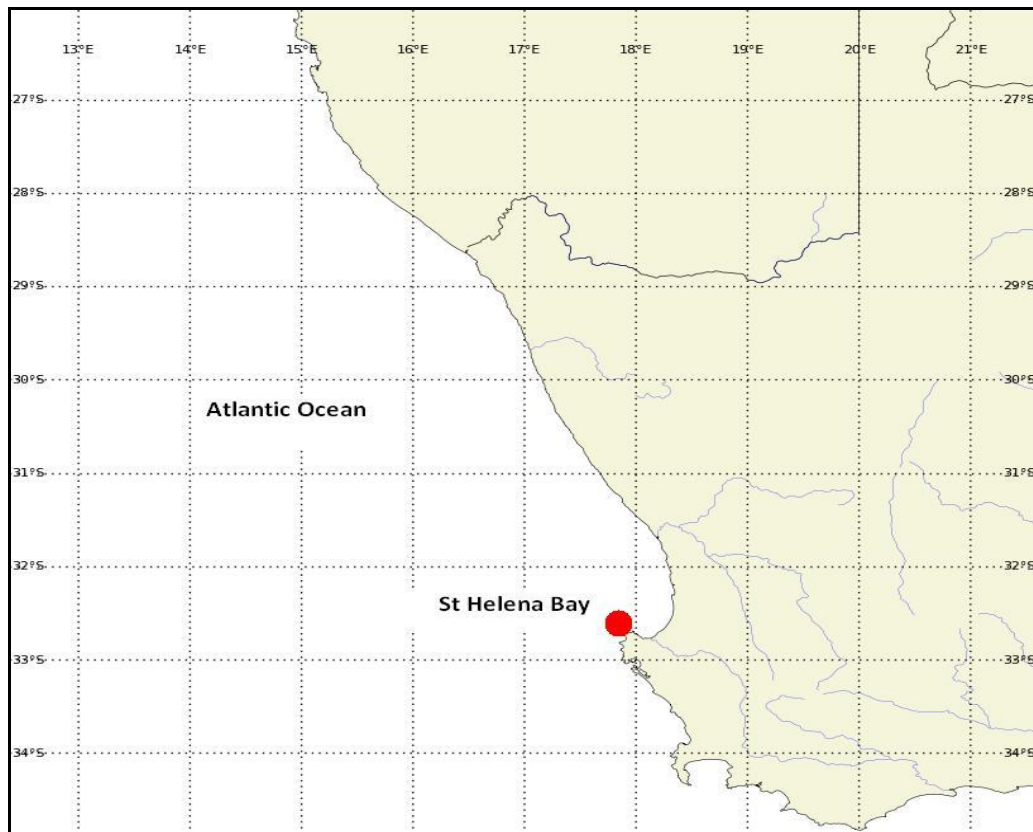 13°E 14°E 15°E 16°E 17°E 18°E 19°E 20°E 21°E
27°S 27°S
28°S 28°S
29°S 29°S
30°S 30°S
Atlantic Ocean
31°S 31°S
32°S 32°S
St Helena Bay
33°S 33°S
34°S 34°S